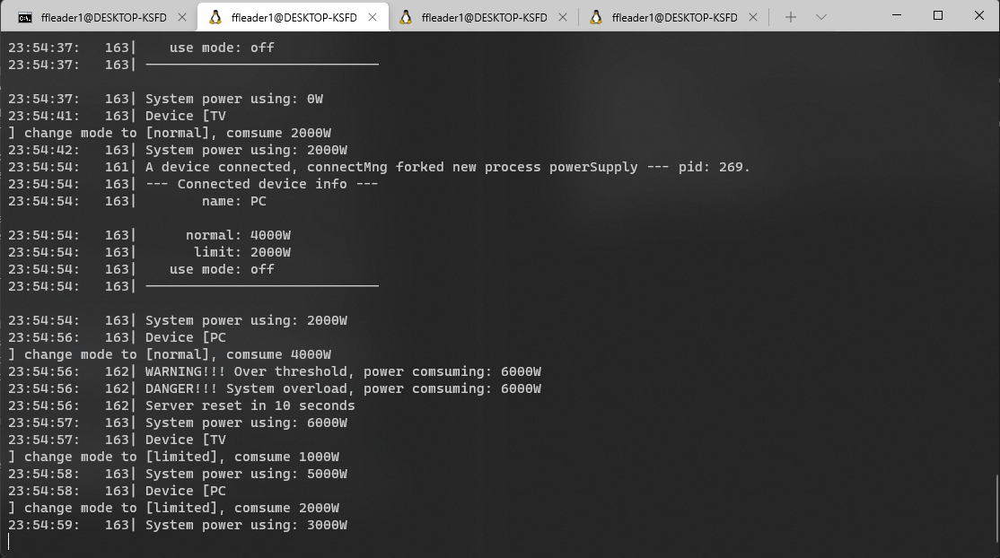 ffleader1@DESKTOP-KSFD
ffleader1@DESKTOP-KSFD
ffleader1@DESKTOP-KSFD
ffleader1@DESKTOP-KSFD
23:54:37:   163|    use mode: off
23:54:37:   163| ─────────────────────────────
23:54:37:   163| System power using: 0W
23:54:41:   163| Device [TV
] change mode to [normal], comsume 2000W
23:54:42:   163| System power using: 2000W
23:54:54:   161| A device connected, connectMng forked new process powerSupply --- pid: 269.
23:54:54:   163| --- Connected device info ---
23:54:54:   163|        name: PC
23:54:54:   163|      normal: 4000W
23:54:54:   163|       limit: 2000W
23:54:54:   163|    use mode: off
23:54:54:   163| ─────────────────────────────
23:54:54:   163| System power using: 2000W
23:54:56:   163| Device [PC
] change mode to [normal], comsume 4000W
23:54:56:   162| WARNING!!! Over threshold, power comsuming: 6000W
23:54:56:   162| DANGER!!! System overload, power comsuming: 6000W
23:54:56:   162| Server reset in 10 seconds
23:54:57:   163| System power using: 6000W
23:54:57:   163| Device [TV
] change mode to [limited], comsume 1000W
23:54:58:   163| System power using: 5000W
23:54:58:   163| Device [PC
] change mode to [limited], comsume 2000W
23:54:59:   163| System power using: 3000W